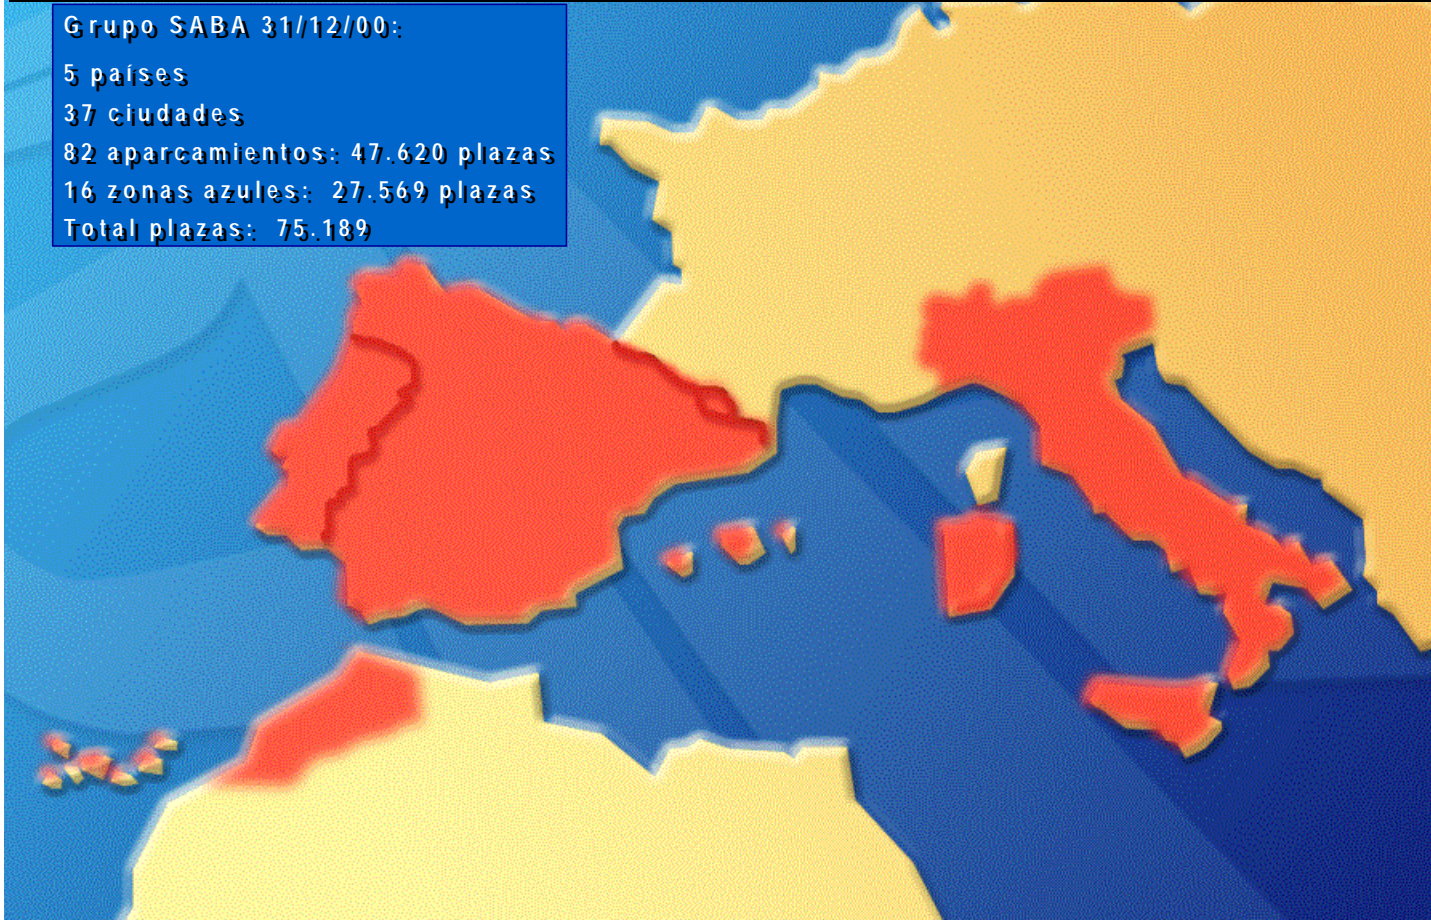 Grupo SABA 31/12/00:
5 países
37 ciudades
82 aparcamientos: 47.620 plazas
16 zonas azules: 27.569 plazas
Total plazas: 75.189